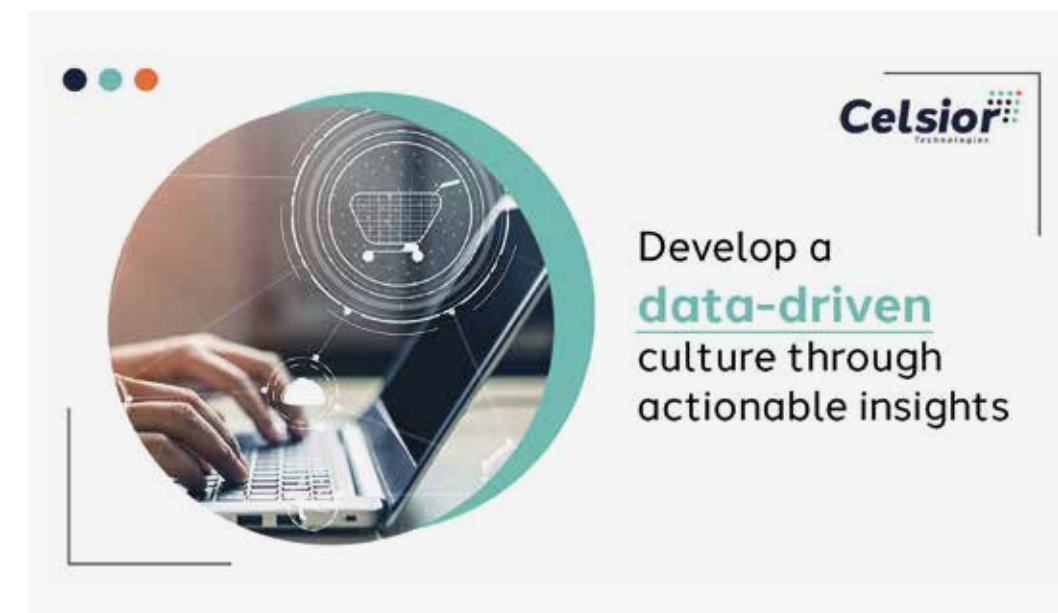 Celsior
Technologies
Develop a
data-driven
culture through
actionable insights